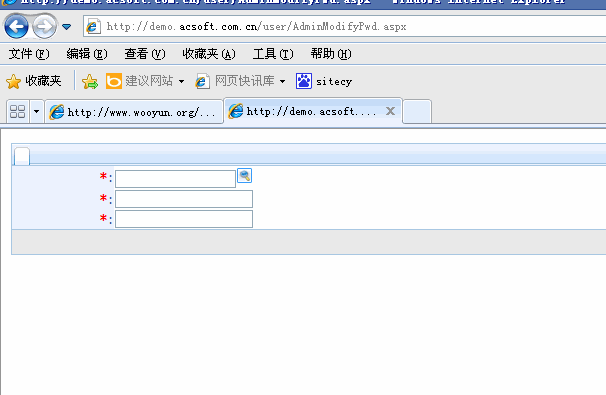 http://demo.acsoft.com.cn/user/AdminModifyPwd.aspx - Windows Internet Explorer
http://demo.acsoft.com.cn/user/AdminModifyPwd.aspx
文件(F) 编辑(E) 查看(V) 收藏夹(A) 工具(T) 帮助(H)
收藏夹 建议网站 网页快讯库 sitecy
http://www.wooyun.org/... http://demo.acsoft....
*:
*:
*: